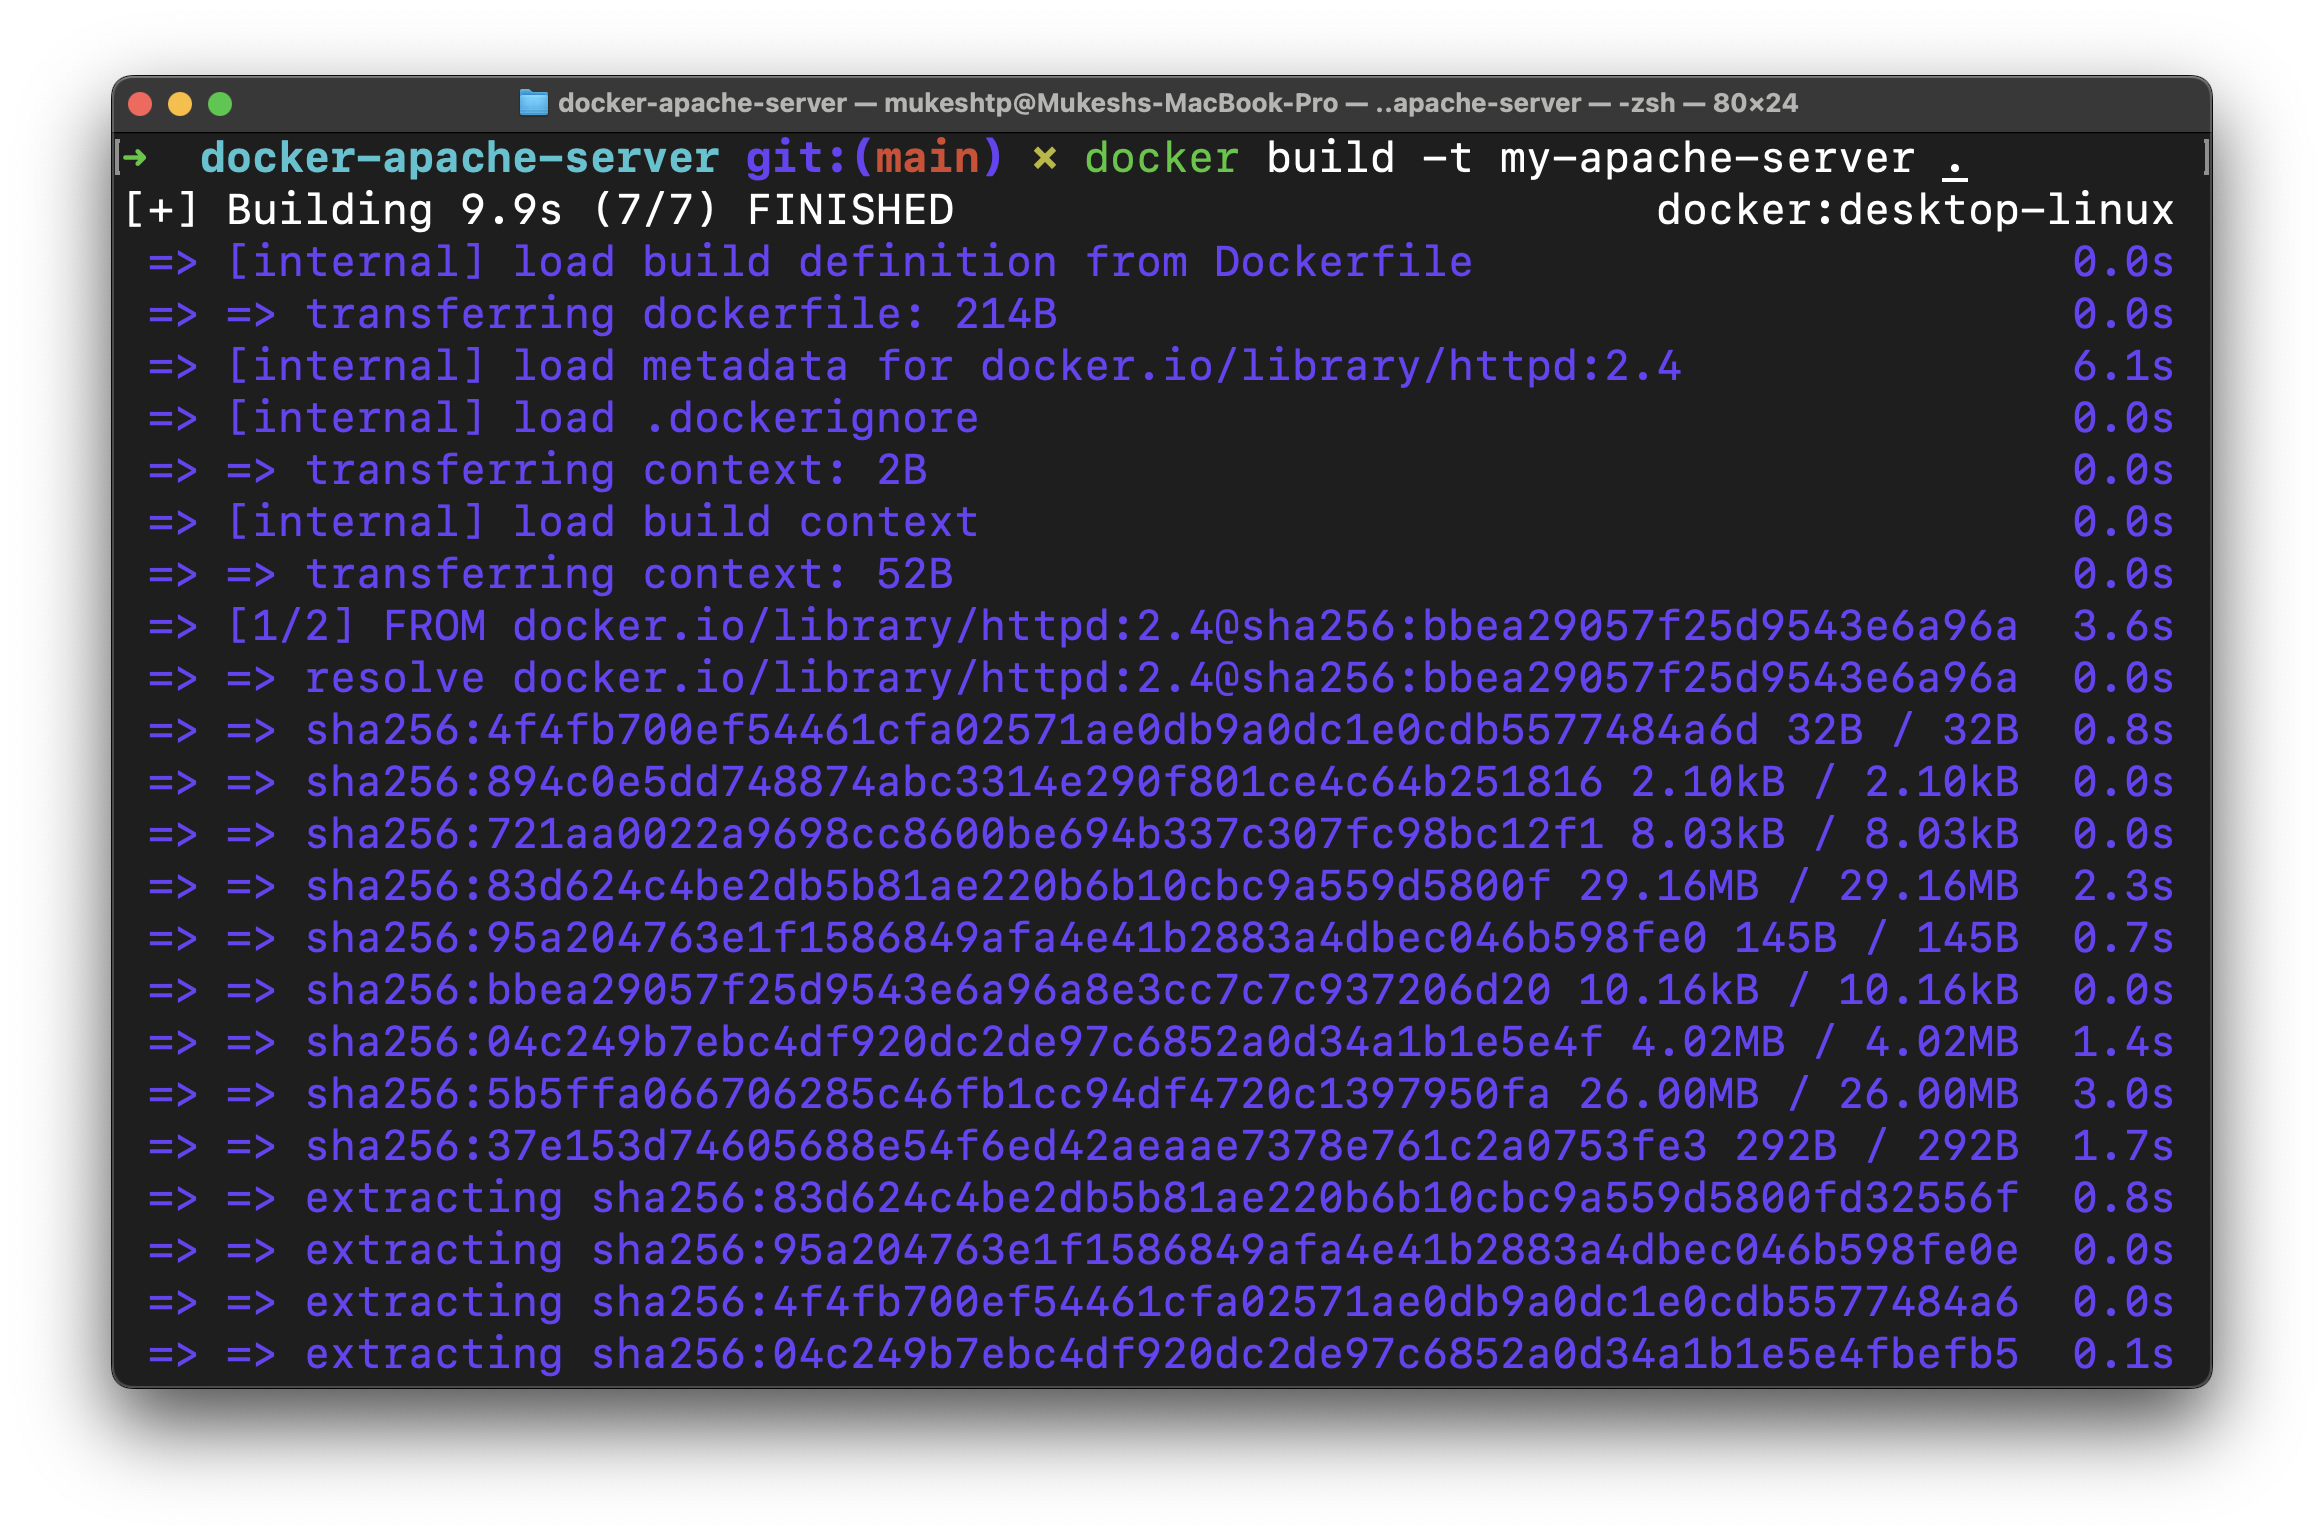 docker-apache-server — mukeshtp@Mukeshs-MacBook-Pro — ..apache-server — -zsh — 80×24
[➜  docker-apache-server git:(main) × docker build -t my-apache-server . ]
[+] Building 9.9s (7/7) FINISHED docker:desktop-linux
=> [internal] load build definition from Dockerfile 0.0s
=> => transferring dockerfile: 214B 0.0s
=> [internal] load metadata for docker.io/library/httpd:2.4 6.1s
=> [internal] load .dockerignore 0.0s
=> => transferring context: 2B 0.0s
=> [internal] load build context 0.0s
=> => transferring context: 52B 0.0s
=> [1/2] FROM docker.io/library/httpd:2.4@sha256:bbea29057f25d9543e6a96a 3.6s
=> => resolve docker.io/library/httpd:2.4@sha256:bbea29057f25d9543e6a96a 0.0s
=> => sha256:4f4fb700ef54461cfa02571ae0db9a0dc1e0cdb5577484a6d 32B / 32B 0.8s
=> => sha256:894c0e5dd748874abc3314e290f801ce4c64b251816 2.10kB / 2.10kB 0.0s
=> => sha256:721aa0022a9698cc8600be694b337c307fc98bc12f1 8.03kB / 8.03kB 0.0s
=> => sha256:83d624c4be2db5b81ae220b6b10cbc9a559d5800f 29.16MB / 29.16MB 2.3s
=> => sha256:95a204763e1f1586849afa4e41b2883a4dbec046b598fe0 145B / 145B 0.7s
=> => sha256:bbea29057f25d9543e6a96a8e3cc7c7c937206d20 10.16kB / 10.16kB 0.0s
=> => sha256:04c249b7ebc4df920dc2de97c6852a0d34a1b1e5e4f 4.02MB / 4.02MB 1.4s
=> => sha256:5b5ffa066706285c46fb1cc94df4720c1397950fa 26.00MB / 26.00MB 3.0s
=> => sha256:37e153d74605688e54f6ed42aeaae7378e761c2a0753fe3 292B / 292B 1.7s
=> => extracting sha256:83d624c4be2db5b81ae220b6b10cbc9a559d5800fd32556f 0.8s
=> => extracting sha256:95a204763e1f1586849afa4e41b2883a4dbec046b598fe0e 0.0s
=> => extracting sha256:4f4fb700ef54461cfa02571ae0db9a0dc1e0cdb5577484a6 0.0s
=> => extracting sha256:04c249b7ebc4df920dc2de97c6852a0d34a1b1e5e4fbefb5 0.1s